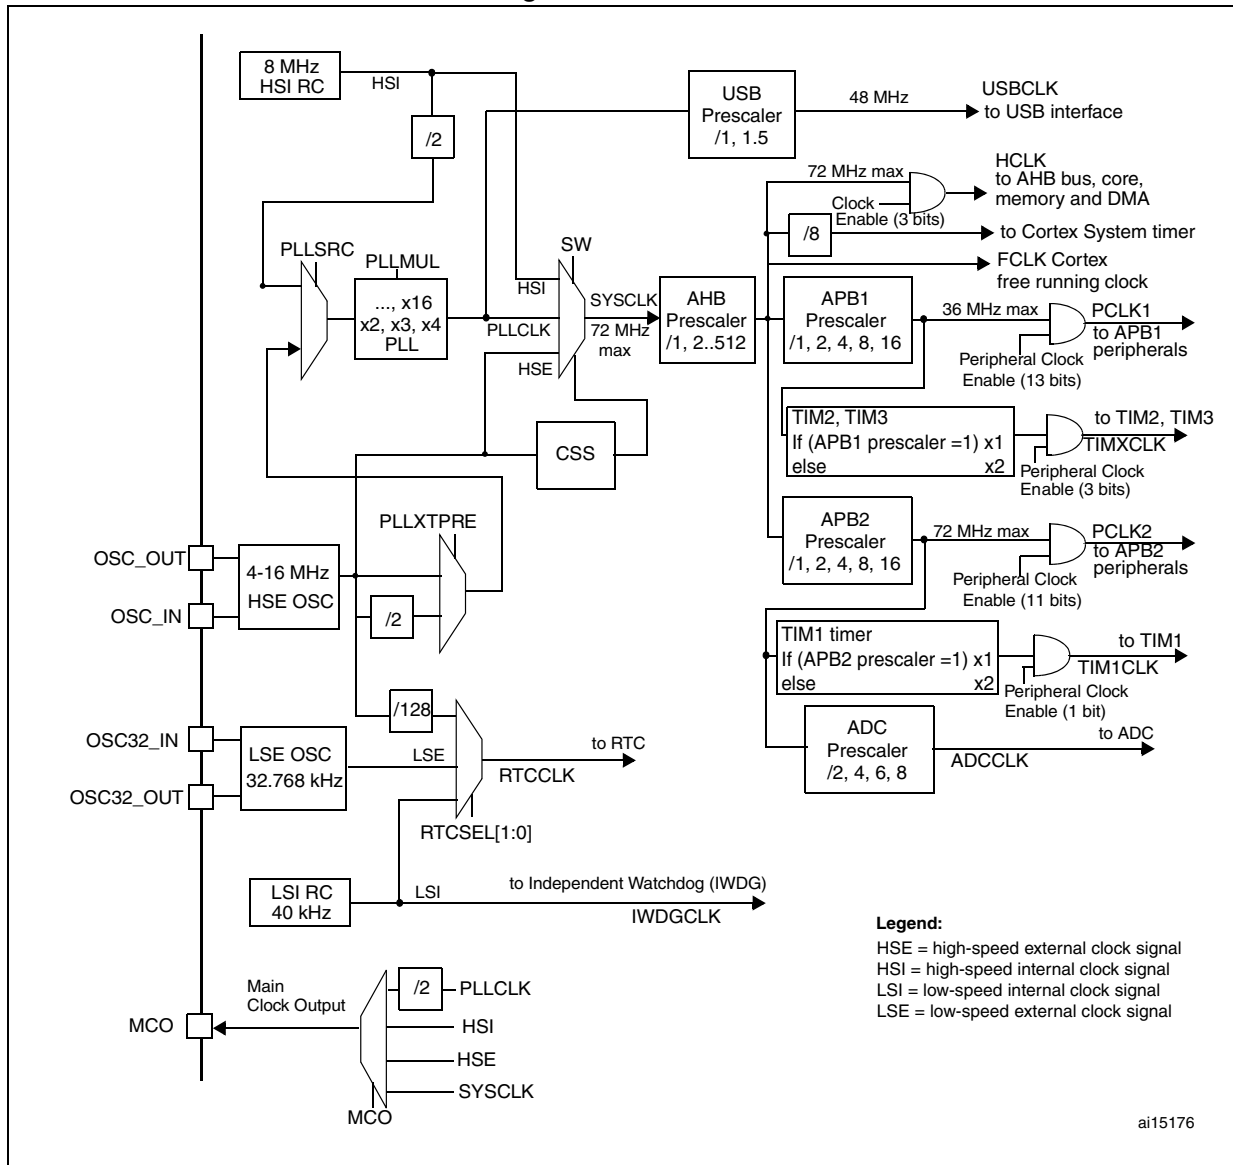 8 MHz
HSI RC
HSI
/2
USB
Prescaler
/1, 1.5
48 MHz
USBCLK
to USB interface
72 MHz max
Clock
Enable (3 bits)
HCLK
to AHB bus, core,
memory and DMA
/8
to Cortex System timer
FCLK Cortex
free running clock
PLLSRC
PLLMUL
..., x16
x2, x3, x4
PLL
SW
HSI
PLLCLK
HSE
SYSCLK
72 MHz
max
AHB
Prescaler
/1, 2..512
APB1
Prescaler
/1, 2, 4, 8, 16
36 MHz max
PCLK1
to APB1
peripherals
Peripheral Clock
Enable (13 bits)
CSS
TIM2, TIM3
If (APB1 prescaler =1) x1
else x2
to TIM2, TIM3
TIMXCLK
Peripheral Clock
Enable (3 bits)
APB2
Prescaler
/1, 2, 4, 8, 16
72 MHz max
PCLK2
to APB2
peripherals
Peripheral Clock
Enable (11 bits)
PLLXTPRE
OSC_OUT
OSC_IN
4-16 MHz
HSE OSC
/2
TIM1 timer
If (APB2 prescaler =1) x1
else x2
to TIM1
TIM1CLK
Peripheral Clock
Enable (1 bit)
/128
OSC32_IN
OSC32_OUT
LSE OSC
32.768 kHz
LSE
to RTC
RTCCLK
RTCSEL[1:0]
ADC
Prescaler
/2, 4, 6, 8
to ADC
ADCCLK
LSI RC
40 kHz
LSI
to Independent Watchdog (IWDG)
IWDGCLK
Legend:
HSE = high-speed external clock signal
HSI = high-speed internal clock signal
LSI = low-speed internal clock signal
LSE = low-speed external clock signal
Main
Clock Output
MCO
/2
PLLCLK
HSI
HSE
SYSCLK
MCO
ai15176